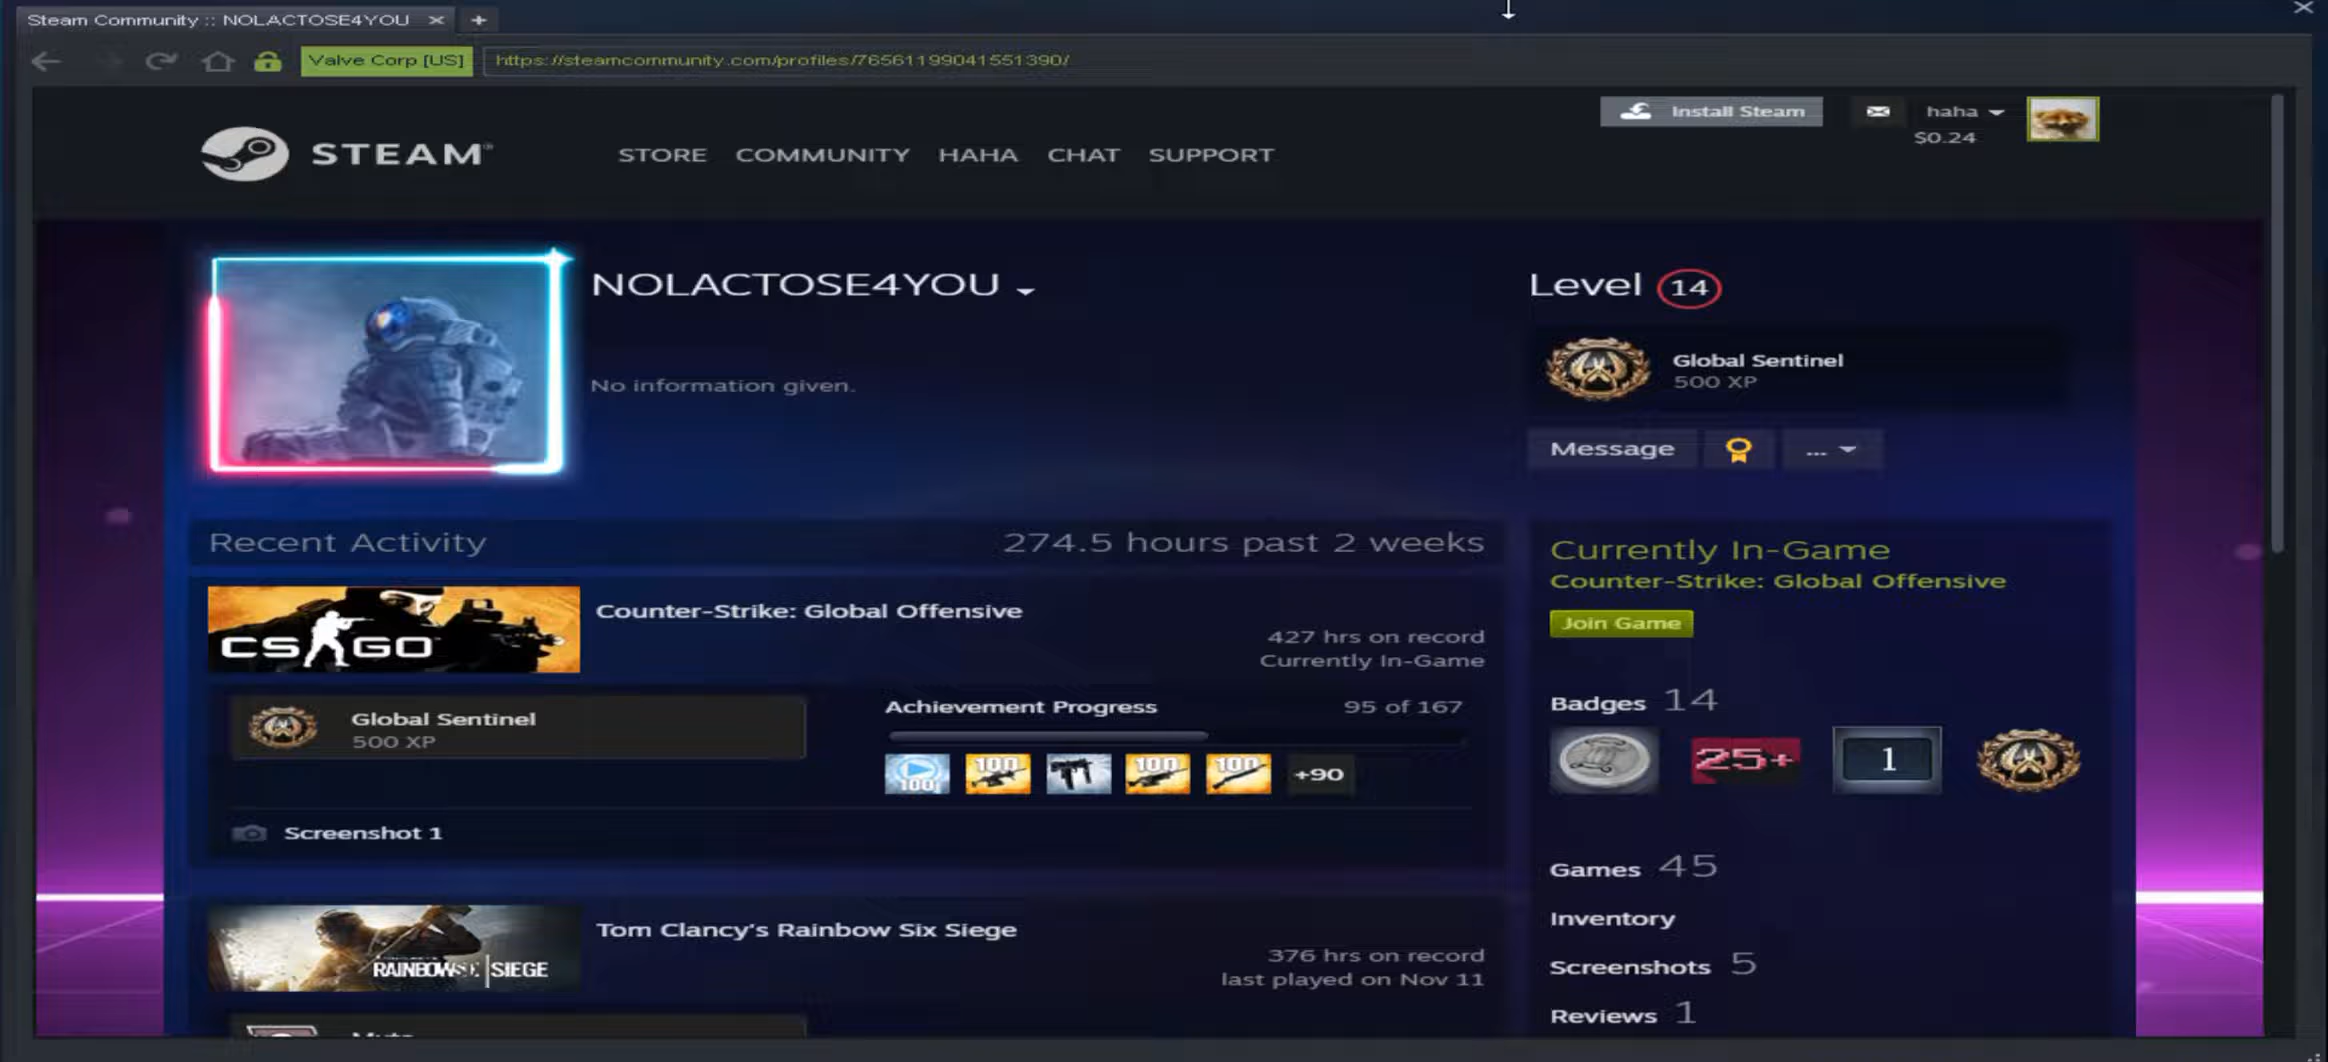 Steam Community :: NOLACTOSE4YOU
Valve Corp [US]
https://steamcommunity.com/profiles/76561199041551390/
Install Steam
haha
$0.24
STEAM
STORE COMMUNITY HAHA CHAT SUPPORT
NOLACTOSE4YOU
No information given.
Level 14
Global Sentinel
500 XP
Message
...
Recent Activity
274.5 hours past 2 weeks
CS GO
Counter-Strike: Global Offensive
427 hrs on record
Currently In-Game
Global Sentinel
500 XP
Achievement Progress
95 of 167
100
100
100
100
+90
Screenshot 1
RAINBOWSIX SIEGE
Tom Clancy's Rainbow Six Siege
376 hrs on record
last played on Nov 11
Currently In-Game
Counter-Strike: Global Offensive
Join Game
Badges 14
25+
1
Games 45
Inventory
Screenshots 5
Reviews 1